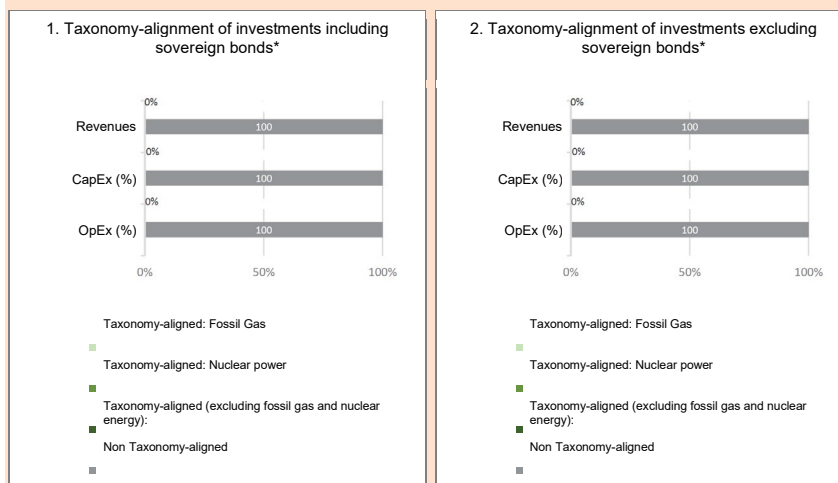 1. Taxonomy-alignment of investments including
sovereign bonds*
0%
Revenues
100
0%
CapEx (%)
100
0%
OpEx (%)
100
0%
50%
100%
Taxonomy-aligned: Fossil Gas
Taxonomy-aligned: Nuclear power
Taxonomy-aligned (excluding fossil gas and nuclear
energy):
Non Taxonomy-aligned
2. Taxonomy-alignment of investments excluding
sovereign bonds*
0%
Revenues
100
0%
CapEx (%)
100
0%
OpEx (%)
100
0%
50%
100%
Taxonomy-aligned: Fossil Gas
Taxonomy-aligned: Nuclear power
Taxonomy-aligned (excluding fossil gas and nuclear
energy):
Non Taxonomy-aligned